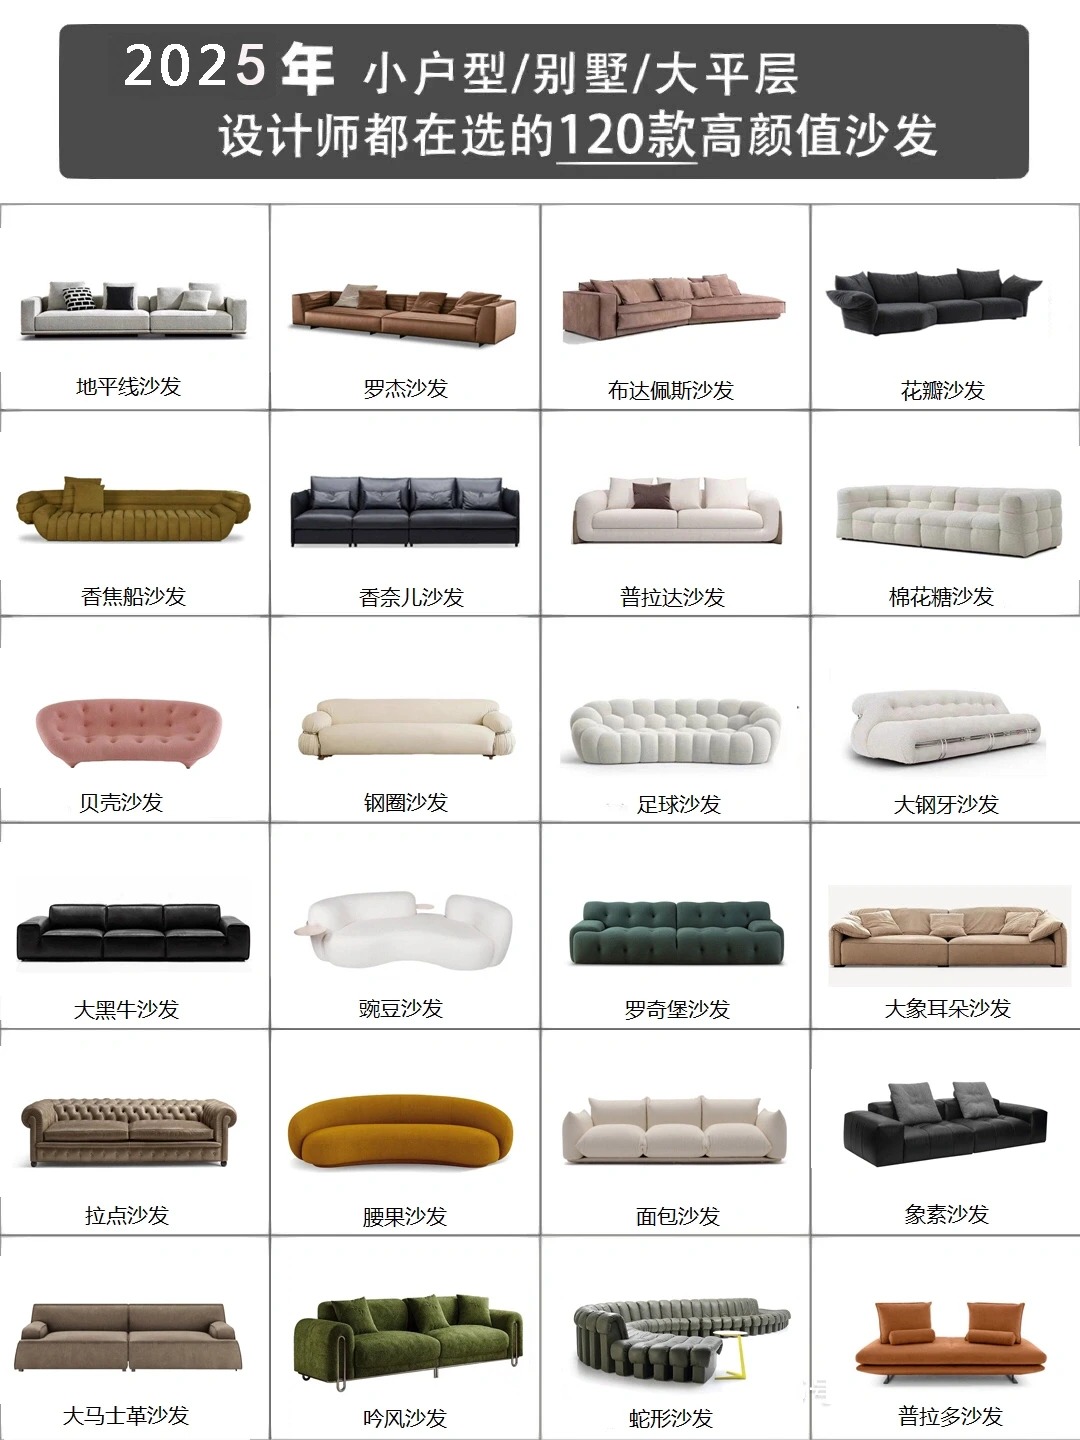 2025年 小户型/别墅/大平层
设计师都在选的120款高颜值沙发
地平线沙发
罗杰沙发
布达佩斯沙发
花瓣沙发
香焦船沙发
香奈儿沙发
普拉达沙发
棉花糖沙发
贝壳沙发
钢圈沙发
足球沙发
大钢牙沙发
大黑牛沙发
豌豆沙发
罗奇堡沙发
大象耳朵沙发
拉点沙发
腰果沙发
面包沙发
象素沙发
大马士革沙发
吟风沙发
蛇形沙发
普拉多沙发